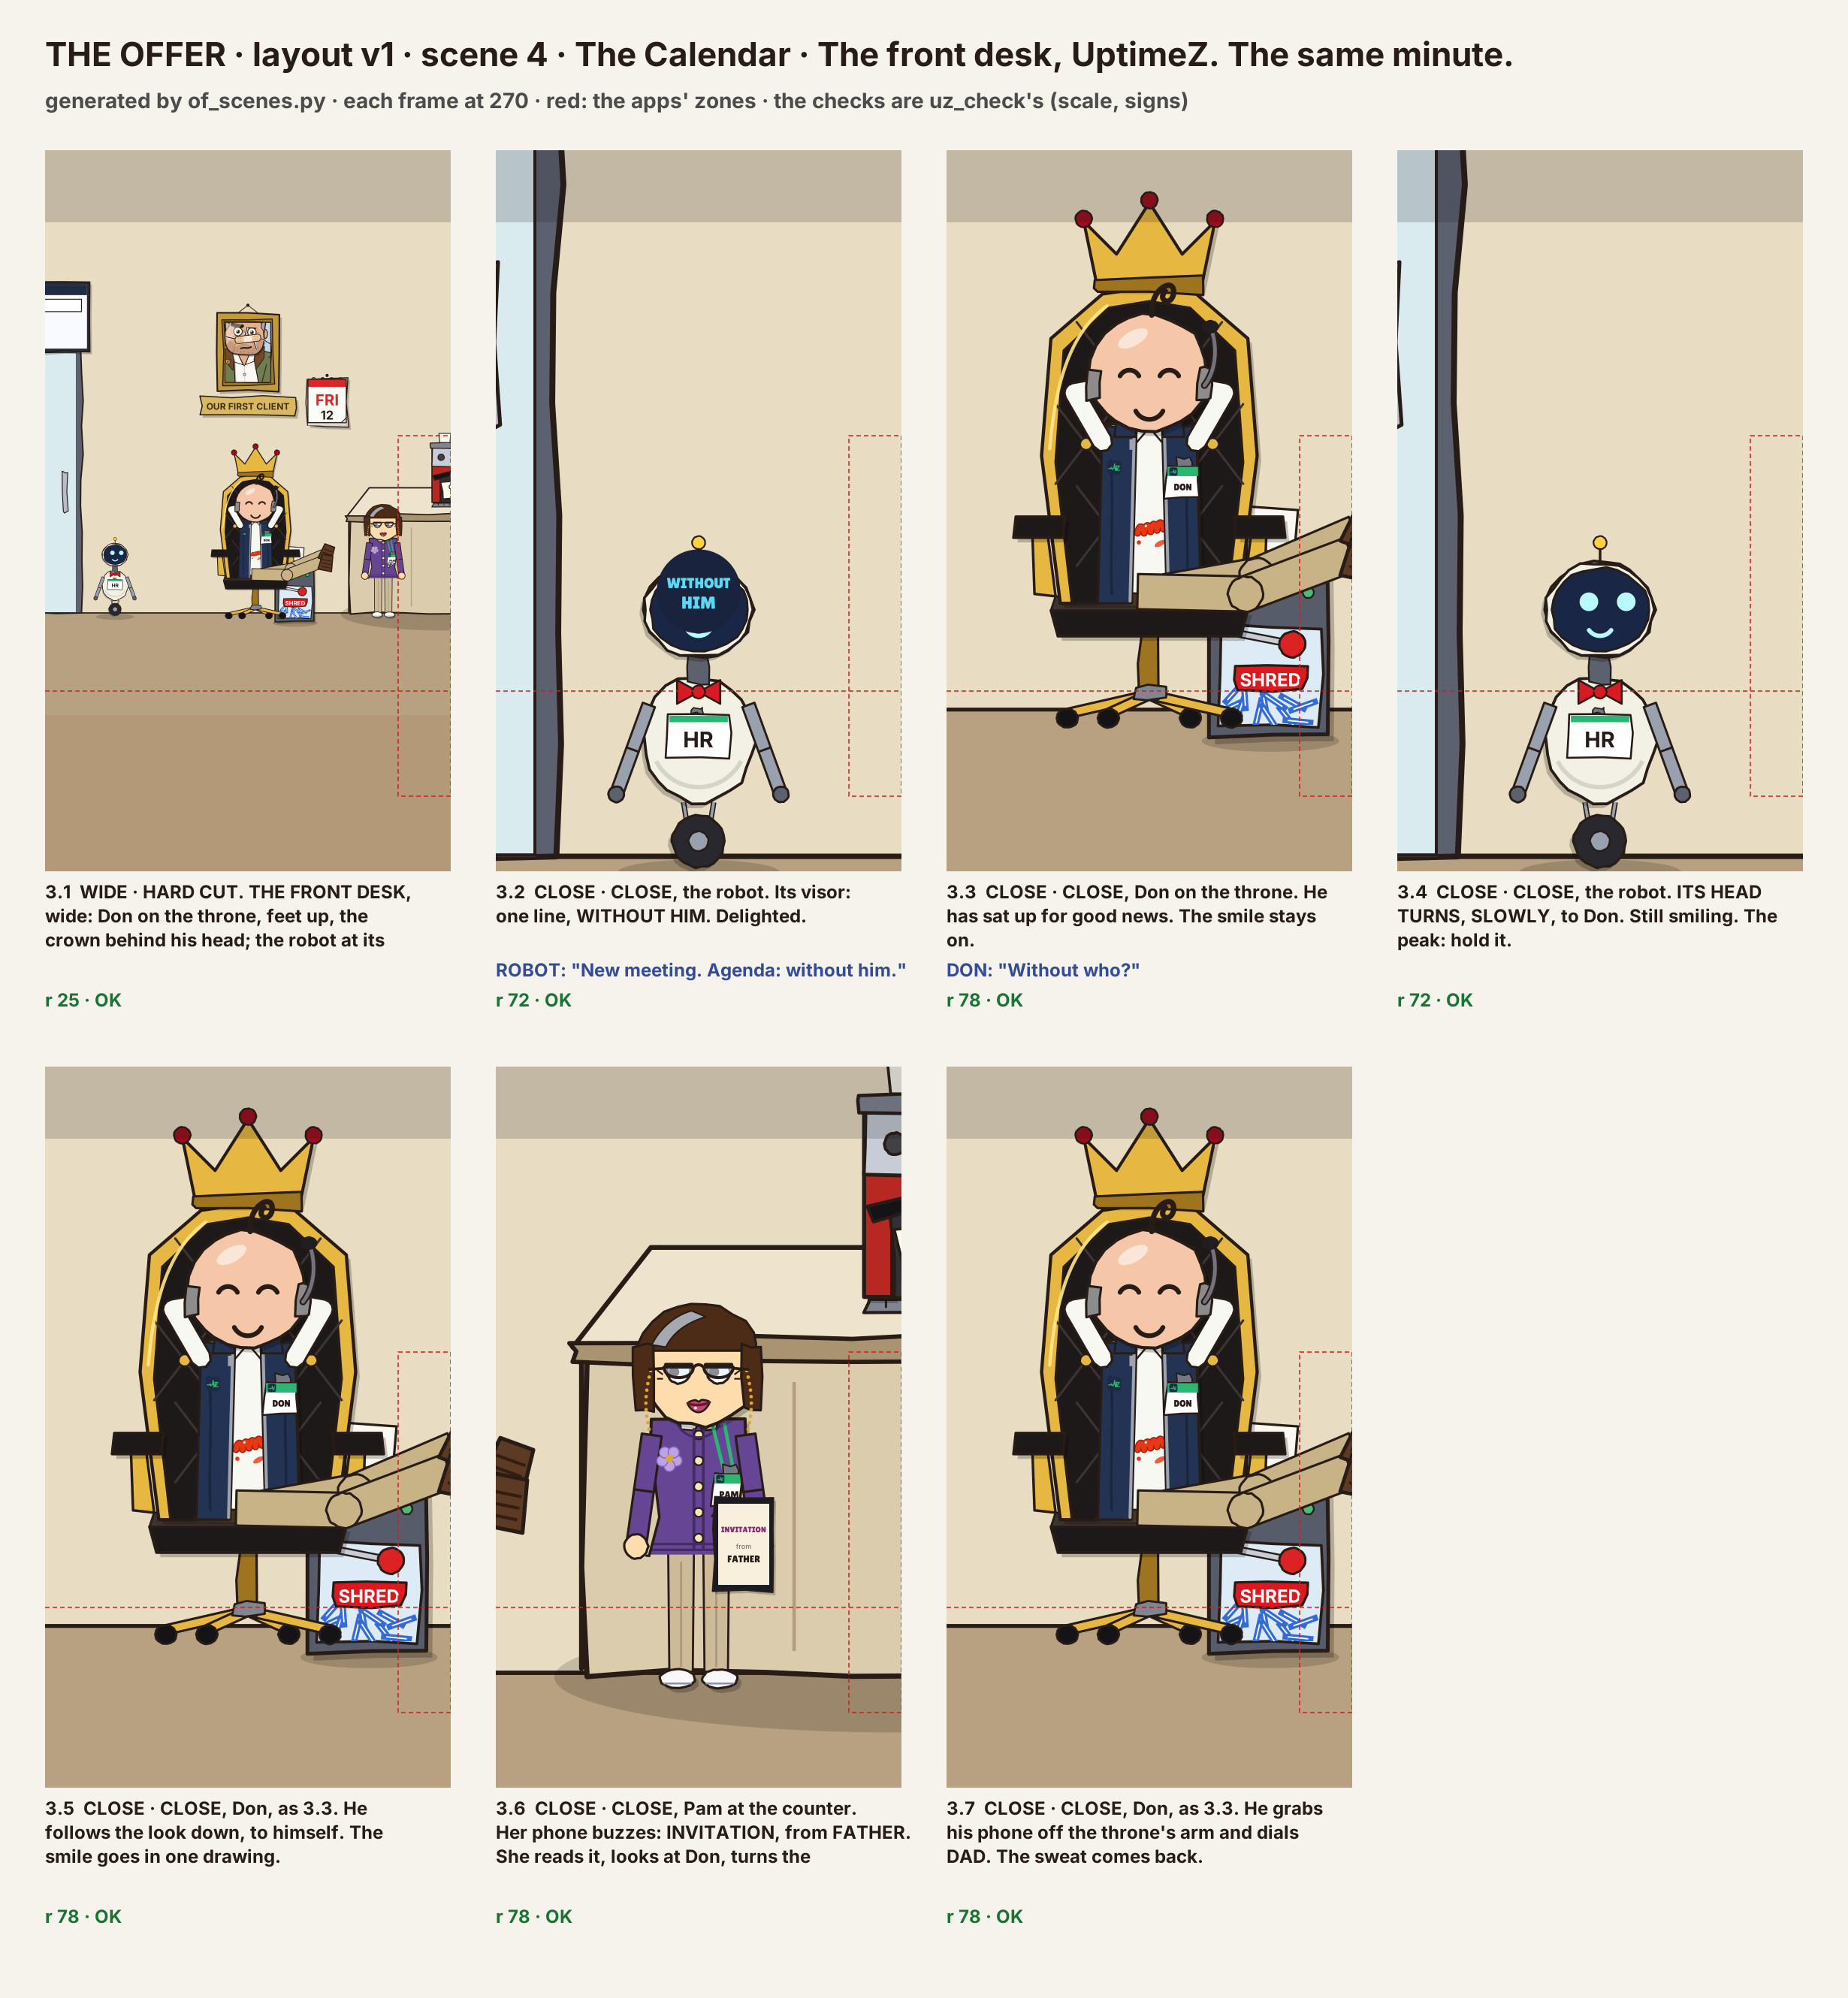 THE OFFER · layout v1 · scene 4 · The Calendar · The front desk, UptimeZ. The same minute.
generated by of_scenes.py · each frame at 270 · red: the apps' zones · the checks are uz_check's (scale, signs)
OUR FIRST CLIENT
FRI
12
HR
SHRED
WITHOUT
HIM
HR
DON
SHRED
HR
3.1 WIDE · HARD CUT. THE FRONT DESK,
wide: Don on the throne, feet up, the
crown behind his head; the robot at its
r 25 · OK
3.2 CLOSE · CLOSE, the robot. Its visor:
one line, WITHOUT HIM. Delighted.
ROBOT: "New meeting. Agenda: without him."
r 72 · OK
3.3 CLOSE · CLOSE, Don on the throne. He
has sat up for good news. The smile stays
on.
DON: "Without who?"
r 78 · OK
3.4 CLOSE · CLOSE, the robot. ITS HEAD
TURNS, SLOWLY, to Don. Still smiling. The
peak: hold it.
r 72 · OK
DON
SHRED
PAM
INVITATION
from
FATHER
DON
SHRED
3.5 CLOSE · CLOSE, Don, as 3.3. He
follows the look down, to himself. The
smile goes in one drawing.
r 78 · OK
3.6 CLOSE · CLOSE, Pam at the counter.
Her phone buzzes: INVITATION, from FATHER.
She reads it, looks at Don, turns the
r 78 · OK
3.7 CLOSE · CLOSE, Don, as 3.3. He grabs
his phone off the throne's arm and dials
DAD. The sweat comes back.
r 78 · OK